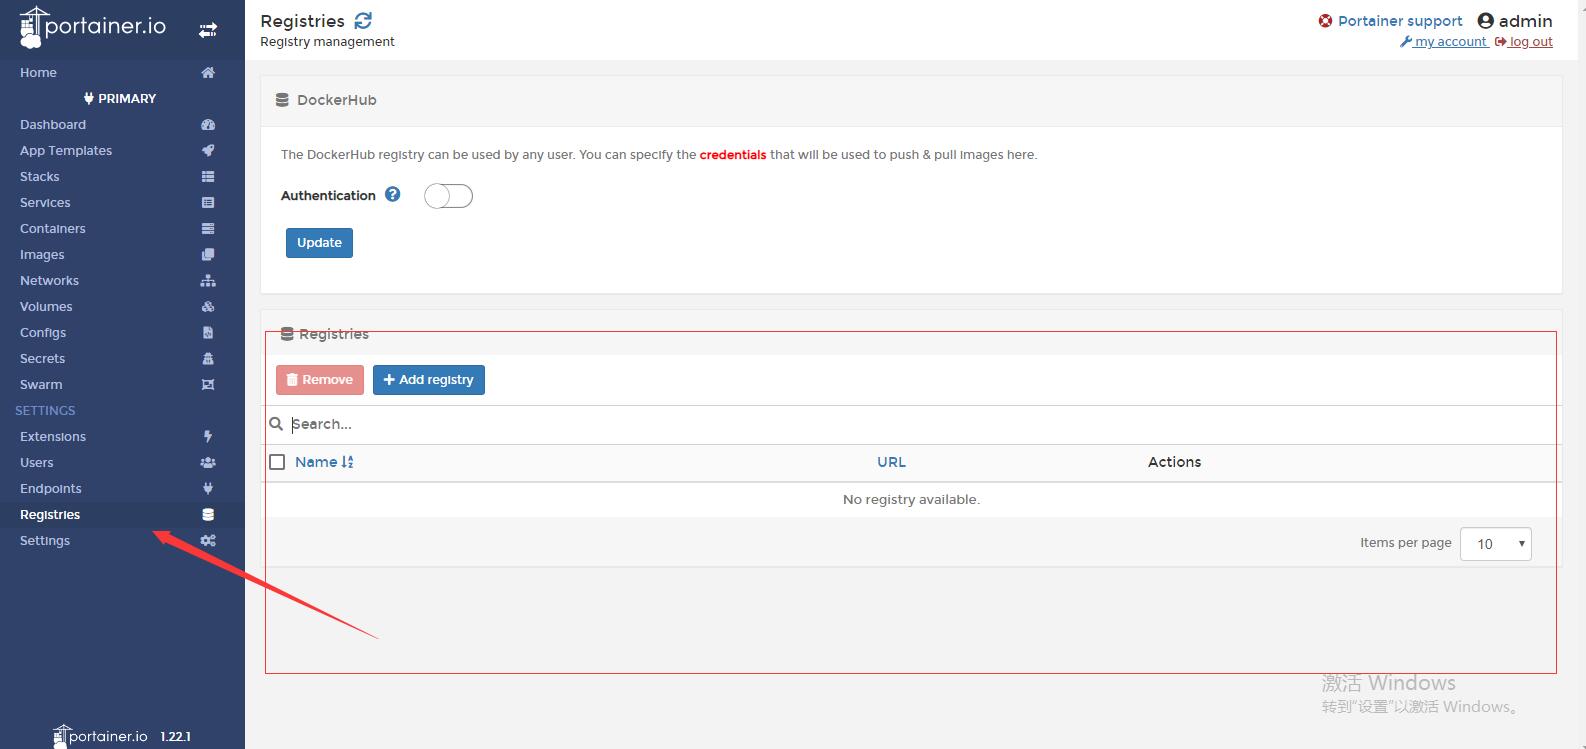 portainer.io
Home
PRIMARY
Dashboard
App Templates
Stacks
Services
Containers
Images
Networks
Volumes
Configs
Secrets
Swarm
SETTINGS
Extensions
Users
Endpoints
Registries
Settings
portainer.io 1.22.1
Registries
Registry management
Portainer support admin
my account log out
DockerHub
The DockerHub registry can be used by any user. You can specify the credentials that will be used to push & pull images here.
Authentication
Update
Registries
Remove Add registry
Search...
Name URL Actions
No registry available.
Items per page 10
激活 Windows
转到“设置”以激活 Windows。